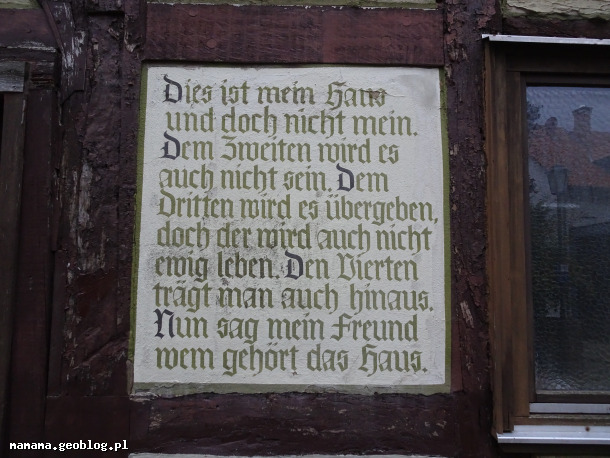 Dies ist mein Haus
und doch nicht mein.
Dem Zweiten wird es
auch nicht sein. Dem
Dritten wird es übergeben,
doch der wird auch nicht
ewig leben. Den Vierten
trägt man auch hinaus.
Nun sag mein Freund
wem gehört das Haus.
mamama.geoblog.pl